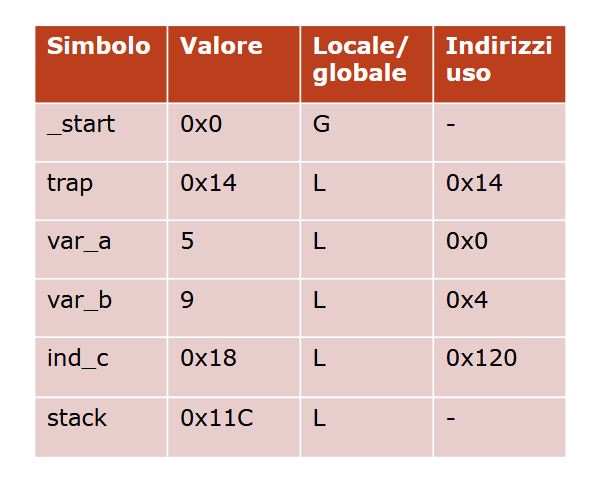 Simbolo Valore Locale/ globale Indirizzi uso
_start 0x0 G -
trap 0x14 L 0x14
var_a 5 L 0x0
var_b 9 L 0x4
ind_c 0x18 L 0x120
stack 0x11C L -